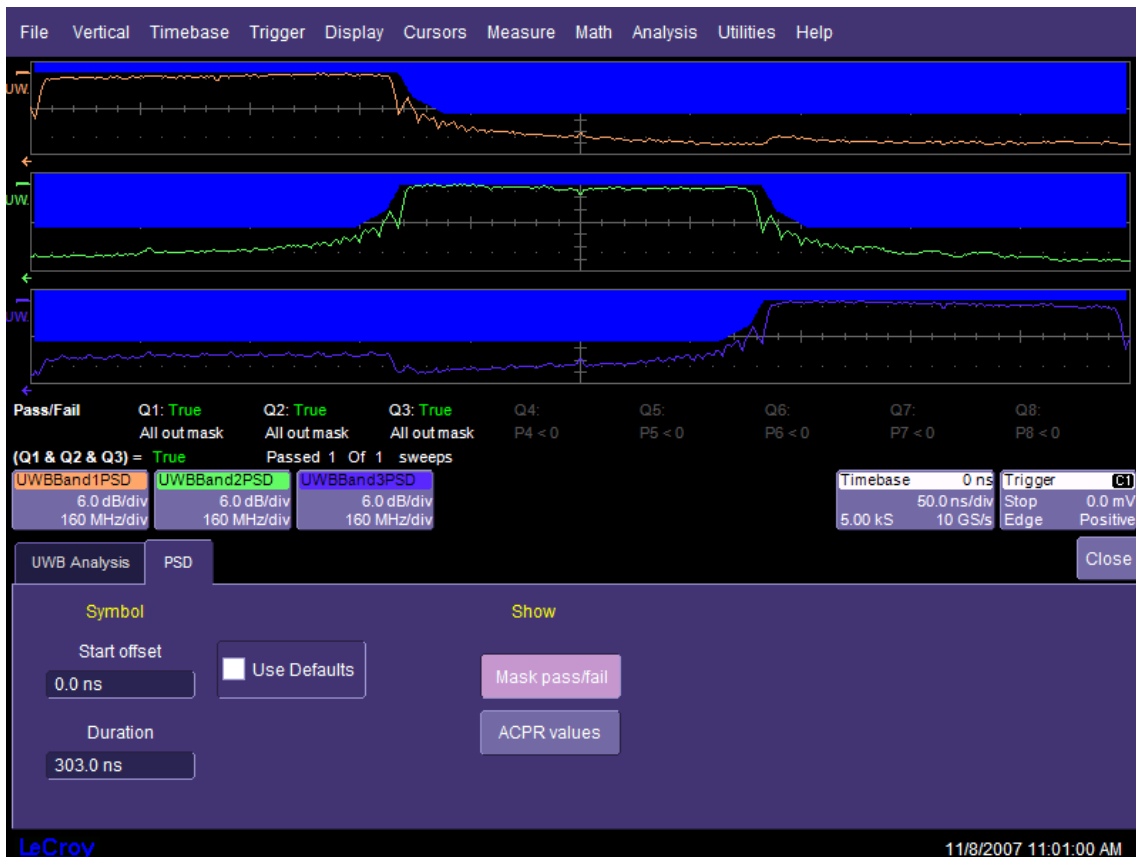 File Vertical Timebase Trigger Display Cursors Measure Math Analysis Utilities Help
UW.
UW.
UW.
Pass/Fail Q1: True Q2: True Q3: True Q4: Q5: Q6: Q7: Q8:
All out mask All out mask All out mask P4 < 0 P5 < 0 P6 < 0 P7 < 0 P8 < 0
(Q1 & Q2 & Q3) = True Passed 1 Of 1 sweeps
UWBBand1PSD UWBBand2PSD UWBBand3PSD Timebase 0 ns Trigger C1
6.0 dB/div 6.0 dB/div 6.0 dB/div 50.0 ns/div Stop 0.0 mV
160 MHz/div 160 MHz/div 160 MHz/div 5.00 kS 10 GS/s Edge Positive
UWB Analysis PSD Close
Symbol Show
Start offset
0.0 ns Use Defaults Mask pass/fail
Duration ACPR values
303.0 ns
LeCroy 11/8/2007 11:01:00 AM